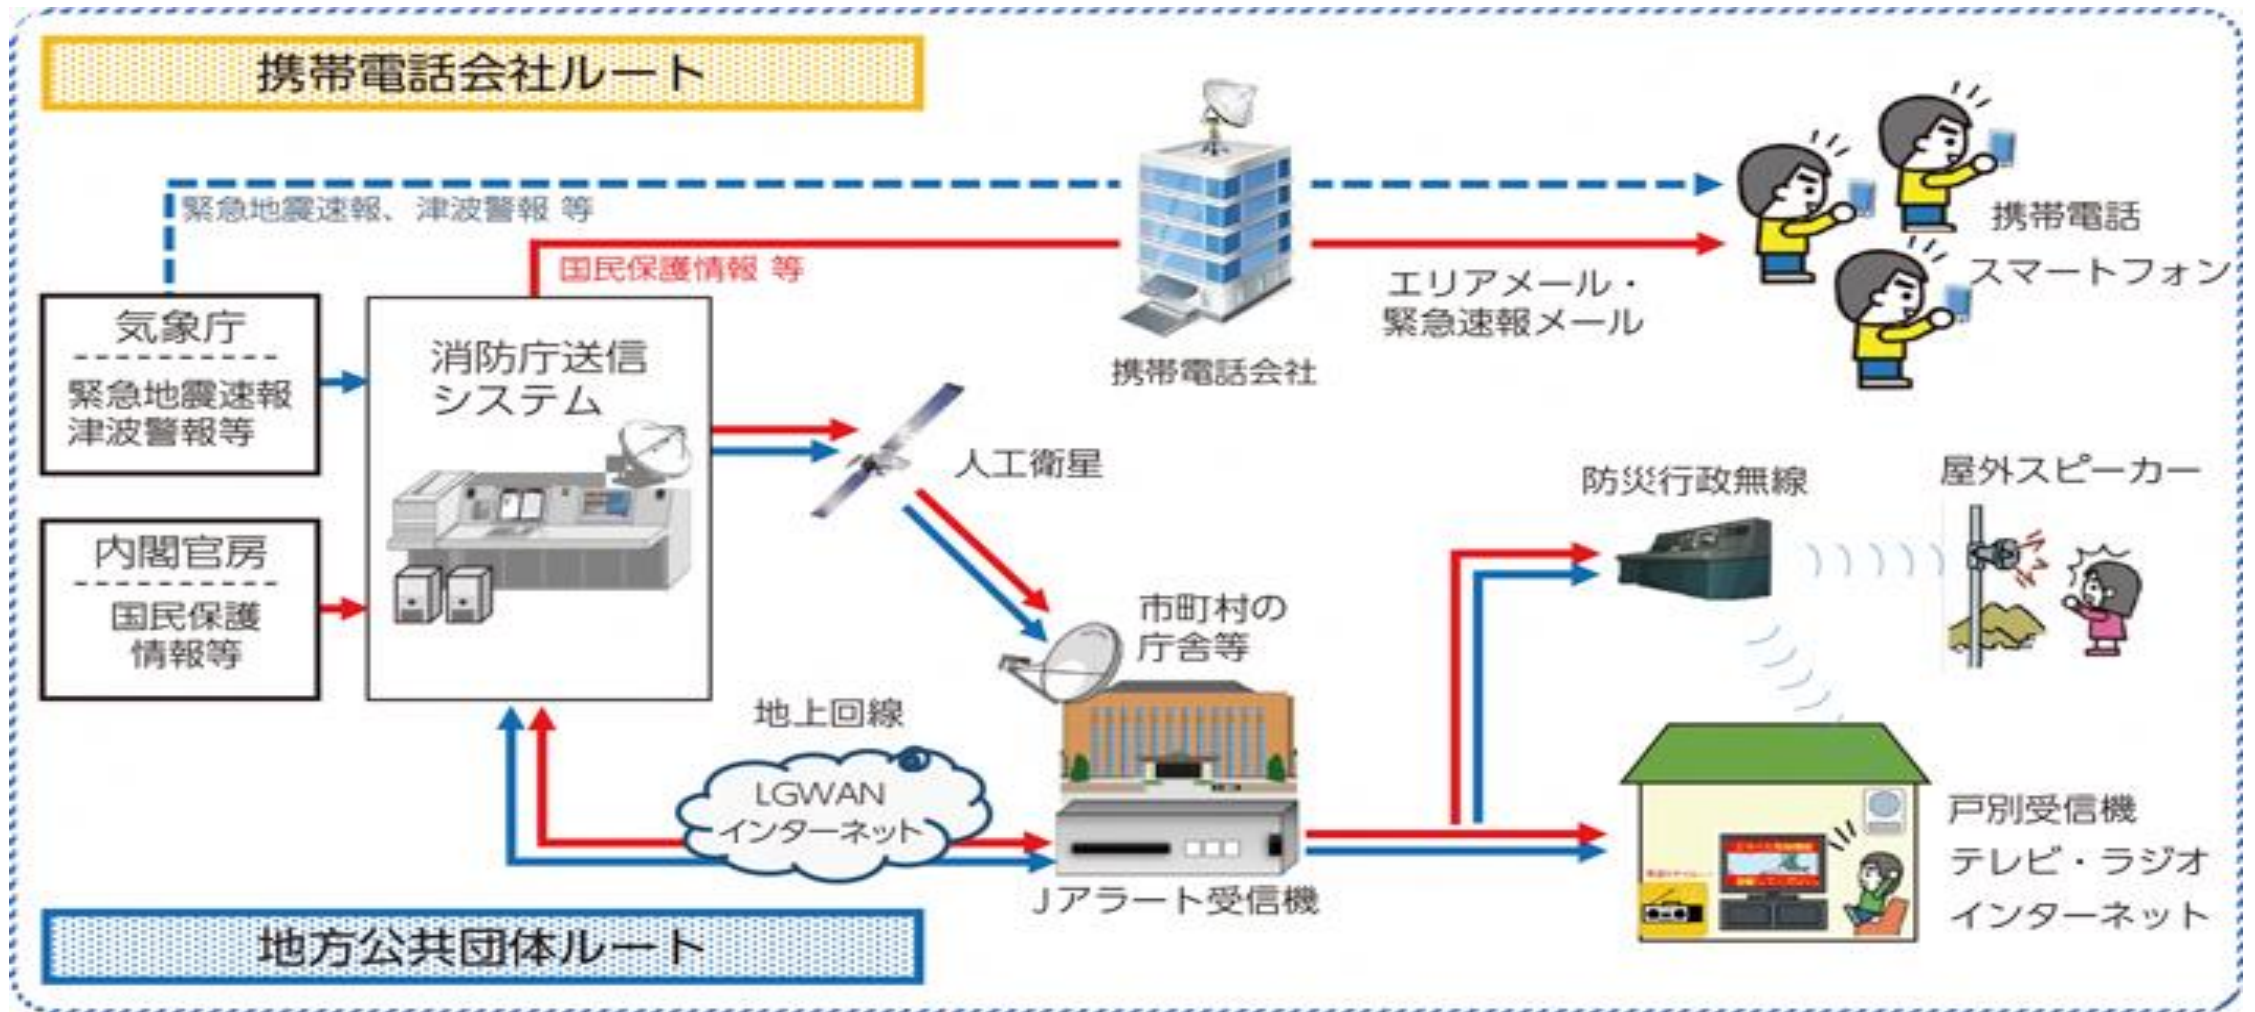 携帯電話会社ルート
緊急地震速報、津波警報 等
国民保護情報 等
気象庁
緊急地震速報
津波警報等
内閣官房
国民保護
情報等
消防庁送信
システム
携帯電話会社
エリアメール・
緊急速報メール
携帯電話
スマートフォン
人工衛星
防災行政無線
屋外スピーカー
市町村の
庁舎等
地上回線
LGWAN
インターネット
Jアラート受信機
戸別受信機
テレビ・ラジオ
インターネット
地方公共団体ルート